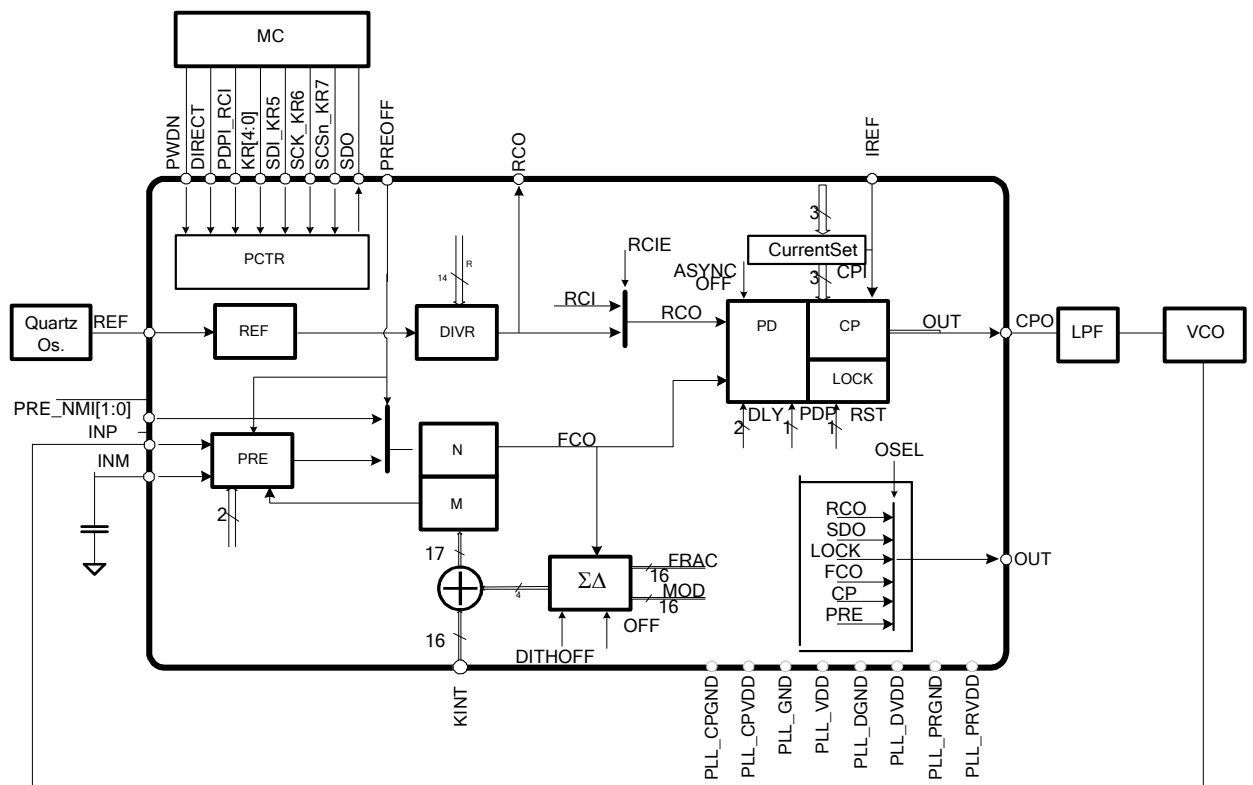 MC
PWDN
DIRECT
PDPI_RCI
KR[4:0]
SDI_KR5
SCK_KR6
SCSn_KR7
SDO
PREOFF
RCO
IREF
PCTR
14
R
RCIE
ASYNC
OFF
3
CurrentSet
3
CPI
Quartz
Os.
REF
REF
DIVR
RCI
RCO
PD
CP
LOCK
OUT
CPO
LPF
VCO
PRE_NMI[1:0]
INP
INM
PRE
2
N
M
FCO
DLY
PDP
RST
2
1
1
OSEL
RCO
SDO
LOCK
FCO
CP
PRE
OUT
17
4
ΣΔ
FRAC
16
MOD
16
16
OFF
DITHOFF
KINT
PLL_CPGND
PLL_CPVDD
PLL_GND
PLL_VDD
PLL_DGND
PLL_DVDD
PLL_PRGND
PLL_PRVDD